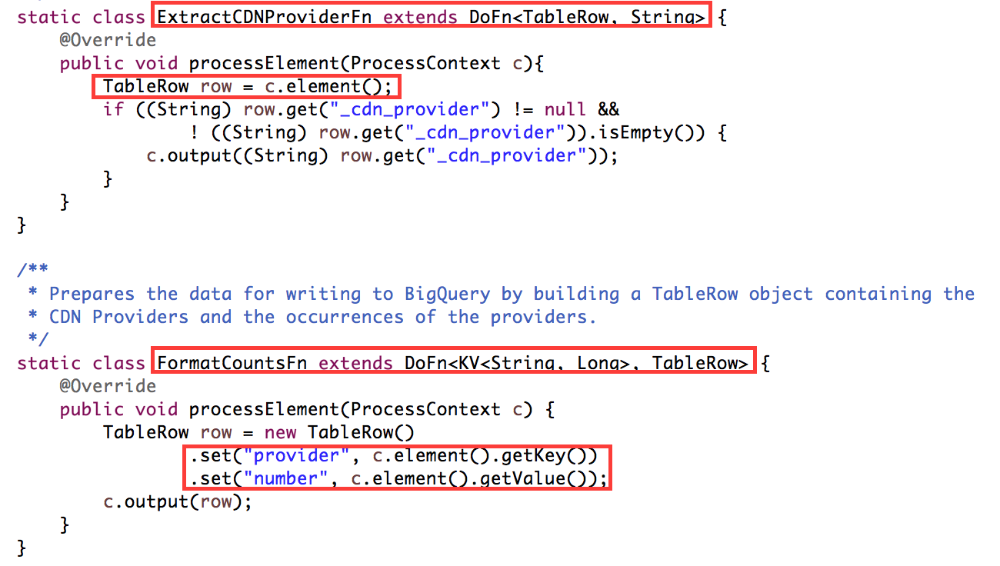 static class ExtractCDNProviderFn extends DoFn<TableRow, String> {
    @Override
    public void processElement(ProcessContext c){
        TableRow row = c.element();
        if ((String) row.get("_cdn_provider") != null &&
                ! ((String) row.get("_cdn_provider")).isEmpty()) {
            c.output((String) row.get("_cdn_provider"));
        }
    }
}

/**
 * Prepares the data for writing to BigQuery by building a TableRow object containing the
 * CDN Providers and the occurrences of the providers.
 */
static class FormatCountsFn extends DoFn<KV<String, Long>, TableRow> {
    @Override
    public void processElement(ProcessContext c) {
        TableRow row = new TableRow()
                .set("provider", c.element().getKey())
                .set("number", c.element().getValue());
        c.output(row);
    }
}